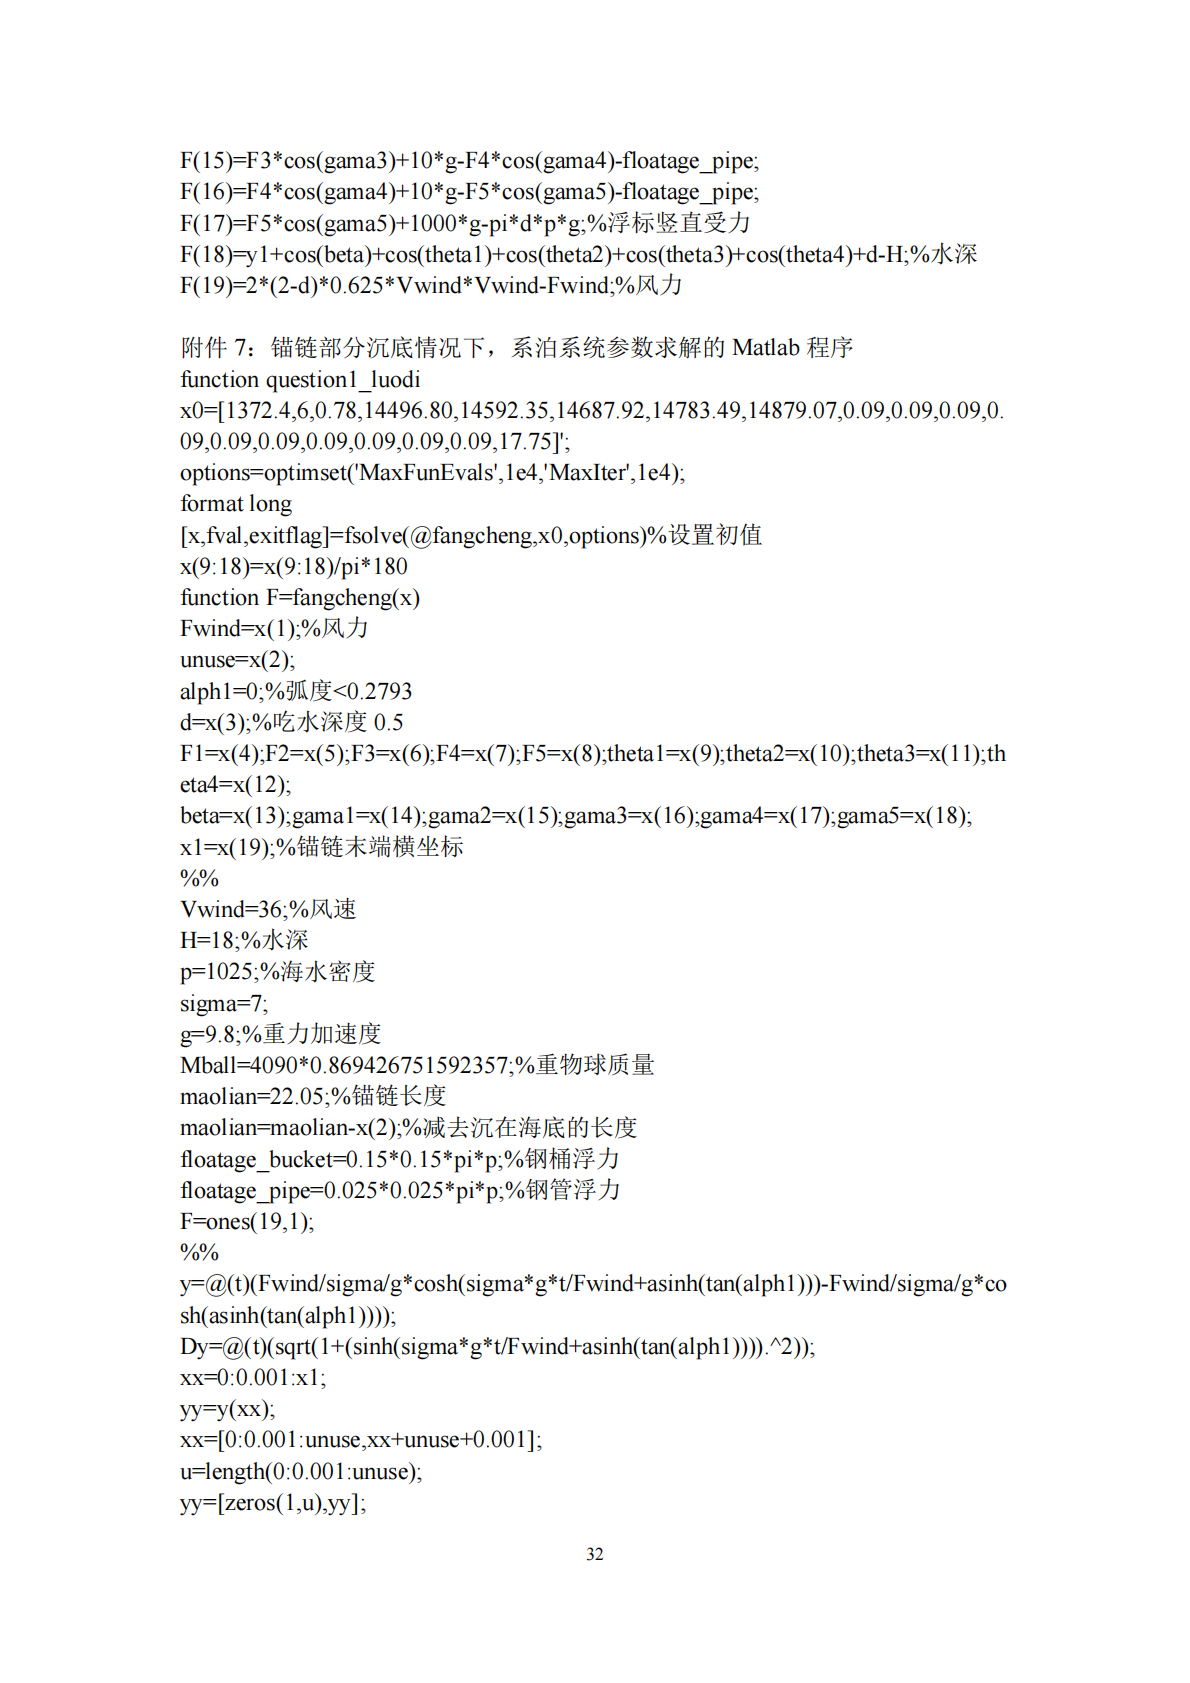 F(15)=F3*cos(gama3)+10*g-F4*cos(gama4)-floatage_pipe;
F(16)=F4*cos(gama4)+10*g-F5*cos(gama5)-floatage_pipe;
F(17)=F5*cos(gama5)+1000*g-pi*d*p*g;%浮标竖直受力
F(18)=y1+cos(beta)+cos(theta1)+cos(theta2)+cos(theta3)+cos(theta4)+d-H;%水深
F(19)=2*(2-d)*0.625*Vwind*Vwind-Fwind;%风力
附件 7：锚链部分沉底情况下，系泊系统参数求解的 Matlab 程序
function question1_luodi
x0=[1372.4,6,0.78,14496.80,14592.35,14687.92,14783.49,14879.07,0.09,0.09,0.09,0.
09,0.09,0.09,0.09,0.09,0.09,0.09,17.75]';
options=optimset('MaxFunEvals',1e4,'MaxIter',1e4);
format long
[x,fval,exitflag]=fsolve(@fangcheng,x0,options)%设置初值
x(9:18)=x(9:18)/pi*180
function F=fangcheng(x)
Fwind=x(1);%风力
unuse=x(2);
alph1=0;%弧度<0.2793
d=x(3);%吃水深度 0.5
F1=x(4);F2=x(5);F3=x(6);F4=x(7);F5=x(8);theta1=x(9);theta2=x(10);theta3=x(11);th
eta4=x(12);
beta=x(13);gama1=x(14);gama2=x(15);gama3=x(16);gama4=x(17);gama5=x(18);
x1=x(19);%锚链末端横坐标
%%
Vwind=36;%风速
H=18;%水深
p=1025;%海水密度
sigma=7;
g=9.8;%重力加速度
Mball=4090*0.869426751592357;%重物球质量
maolian=22.05;%锚链长度
maolian=maolian-x(2);%减去沉在海底的长度
floatage_bucket=0.15*0.15*pi*p;%钢桶浮力
floatage_pipe=0.025*0.025*pi*p;%钢管浮力
F=ones(19,1);
%%
y=@(t)(Fwind/sigma/g*cosh(sigma*g*t/Fwind+asinh(tan(alph1)))-Fwind/sigma/g*co
sh(asinh(tan(alph1))));
Dy=@(t)(sqrt(1+(sinh(sigma*g*t/Fwind+asinh(tan(alph1)))).^2));
xx=0:0.001:x1;
yy=y(xx);
xx=[0:0.001:unuse,xx+unuse+0.001];
u=length(0:0.001:unuse);
yy=[zeros(1,u),yy];
32